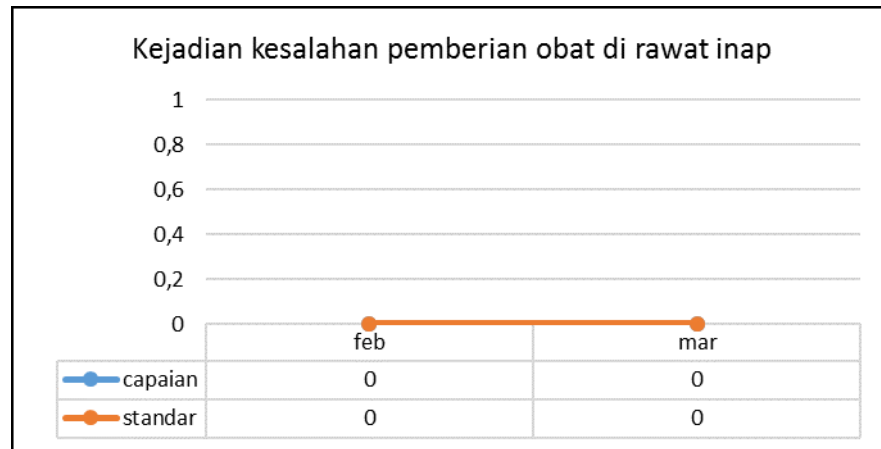 Kejadian kesalahan pemberian obat di rawat inap
1
0,8
0,6
0,4
0,2
0
feb mar
capaian 0 0
standar 0 0